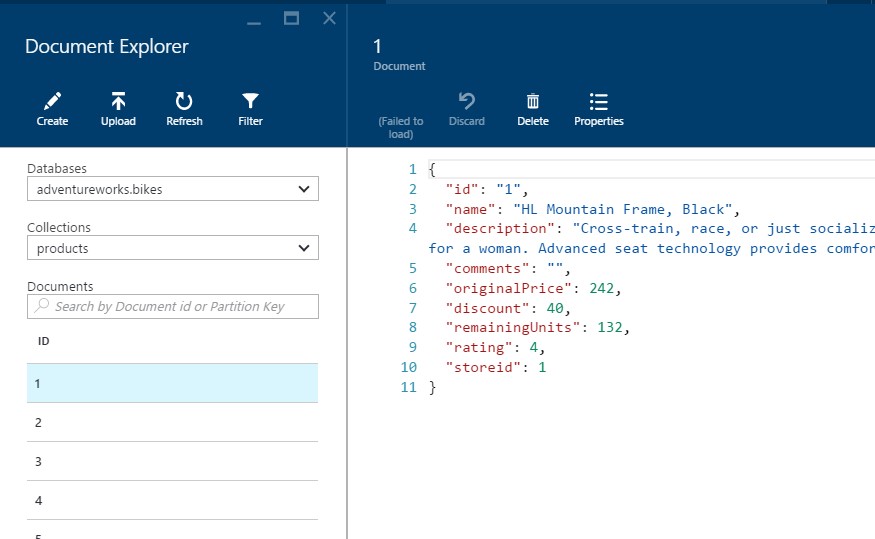 Document Explorer
Create
Upload
Refresh
Filter
Databases
adventureworks.bikes
Collections
products
Documents
Search by Document id or Partition Key
ID
1
2
3
4
1
Document
(Failed to
load)
Discard
Delete
Properties
1 {
2 "id": "1",
3 "name": "HL Mountain Frame, Black",
4 "description": "Cross-train, race, or just socializ
for a woman. Advanced seat technology provides comfor
5 "comments": "",
6 "originalPrice": 242,
7 "discount": 40,
8 "remainingUnits": 132,
9 "rating": 4,
10 "storeid": 1
11 }